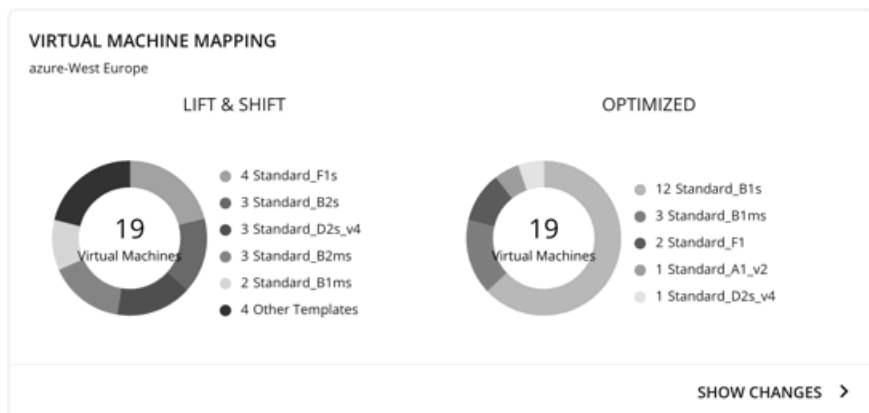 VIRTUAL MACHINE MAPPING
azure-West Europe
LIFT & SHIFT
19
Virtual Machines
4 Standard_F1s
3 Standard_B2s
3 Standard_D2s_v4
3 Standard_B2ms
2 Standard_B1ms
4 Other Templates
OPTIMIZED
19
Virtual Machines
12 Standard_B1s
3 Standard_B1ms
2 Standard_F1
1 Standard_A1_v2
1 Standard_D2s_v4
SHOW CHANGES